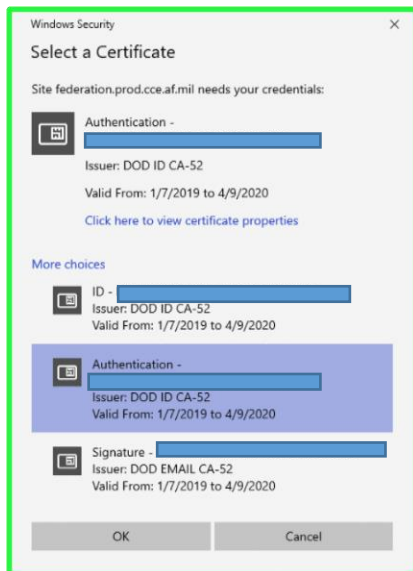 Windows Security
Select a Certificate
Site federation.prod.cce.af.mil needs your credentials:
Authentication -
Issuer: DOD ID CA-52
Valid From: 1/7/2019 to 4/9/2020
Click here to view certificate properties
More choices
ID -
Issuer: DOD ID CA-52
Valid From: 1/7/2019 to 4/9/2020
Authentication -
Issuer: DOD ID CA-52
Valid From: 1/7/2019 to 4/9/2020
Signature -
Issuer: DOD EMAIL CA-52
Valid From: 1/7/2019 to 4/9/2020
OK Cancel